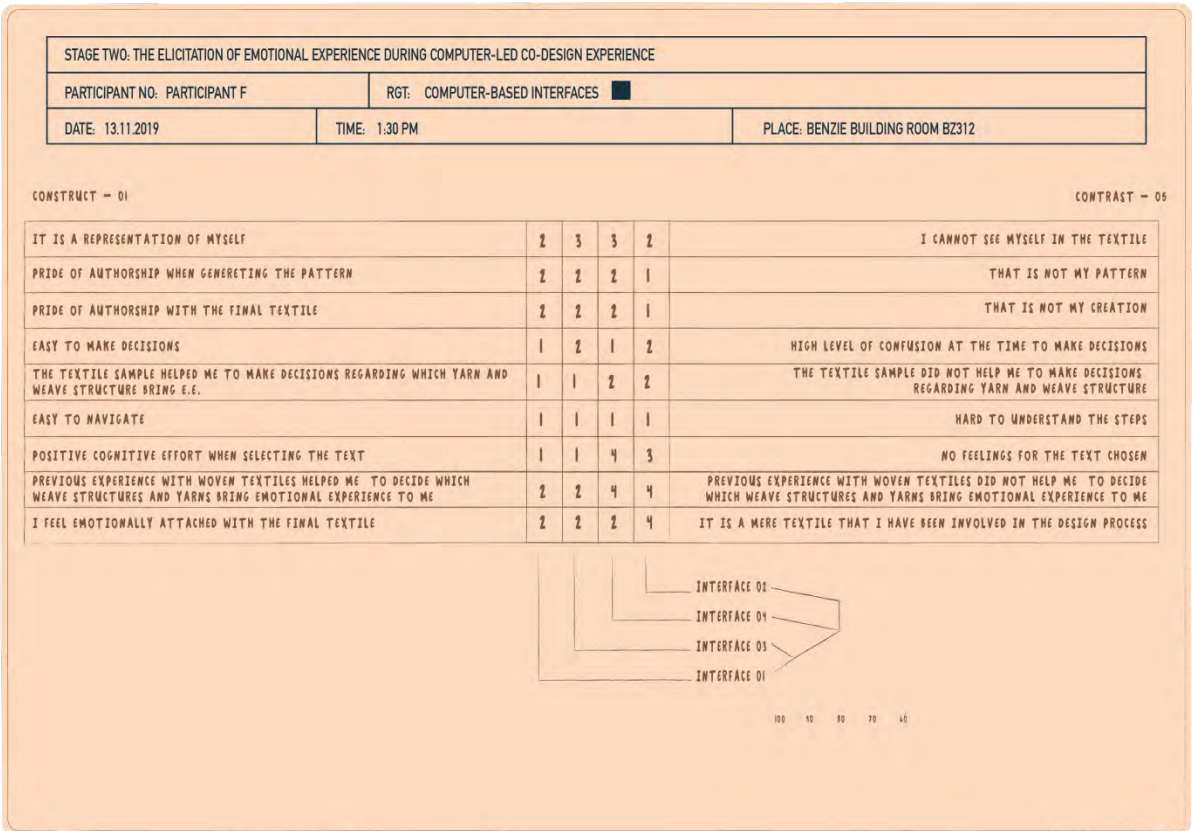 STAGE TWO: THE ELICITATION OF EMOTIONAL EXPERIENCE DURING COMPUTER-LED CO-DESIGN EXPERIENCE
PARTICIPANT NO: PARTICIPANT F RGT: COMPUTER-BASED INTERFACES
DATE: 13.11.2019 TIME: 1:30 PM PLACE: BENZIE BUILDING ROOM BZ312
CONSTRUCT - 01 CONTRAST - 05
IT IS A REPRESENTATION OF MYSELF 2 3 3 2 I CANNOT SEE MYSELF IN THE TEXTILE
PRIDE OF AUTHORSHIP WHEN GENERETING THE PATTERN 2 2 2 1 THAT IS NOT MY PATTERN
PRIDE OF AUTHORSHIP WITH THE FINAL TEXTILE 2 2 2 1 THAT IS NOT MY CREATION
EASY TO MAKE DECISIONS 1 2 1 2 HIGH LEVEL OF CONFUSION AT THE TIME TO MAKE DECISIONS
THE TEXTILE SAMPLE HELPED ME TO MAKE DECISIONS REGARDING WHICH YARN AND
WEAVE STRUCTURE BRING E.E. 1 1 2 2 THE TEXTILE SAMPLE DID NOT HELP ME TO MAKE DECISIONS
REGARDING YARN AND WEAVE STRUCTURE
EASY TO NAVIGATE 1 1 1 1 HARD TO UNDERSTAND THE STEPS
POSITIVE COGNITIVE EFFORT WHEN SELECTING THE TEXT 1 1 4 3 NO FEELINGS FOR THE TEXT CHOSEN
PREVIOUS EXPERIENCE WITH WOVEN TEXTILES HELPED ME TO DECIDE WHICH
WEAVE STRUCTURES AND YARNS BRING EMOTIONAL EXPERIENCE TO ME 2 2 4 4 PREVIOUS EXPERIENCE WITH WOVEN TEXTILES DID NOT HELP ME TO DECIDE
WHICH WEAVE STRUCTURES AND YARNS BRING EMOTIONAL EXPERIENCE TO ME
I FEEL EMOTIONALLY ATTACHED WITH THE FINAL TEXTILE 2 2 2 4 IT IS A MERE TEXTILE THAT I HAVE BEEN INVOLVED IN THE DESIGN PROCESS
INTERFACE 02
INTERFACE 04
INTERFACE 03
INTERFACE 01
100 90 80 70 60